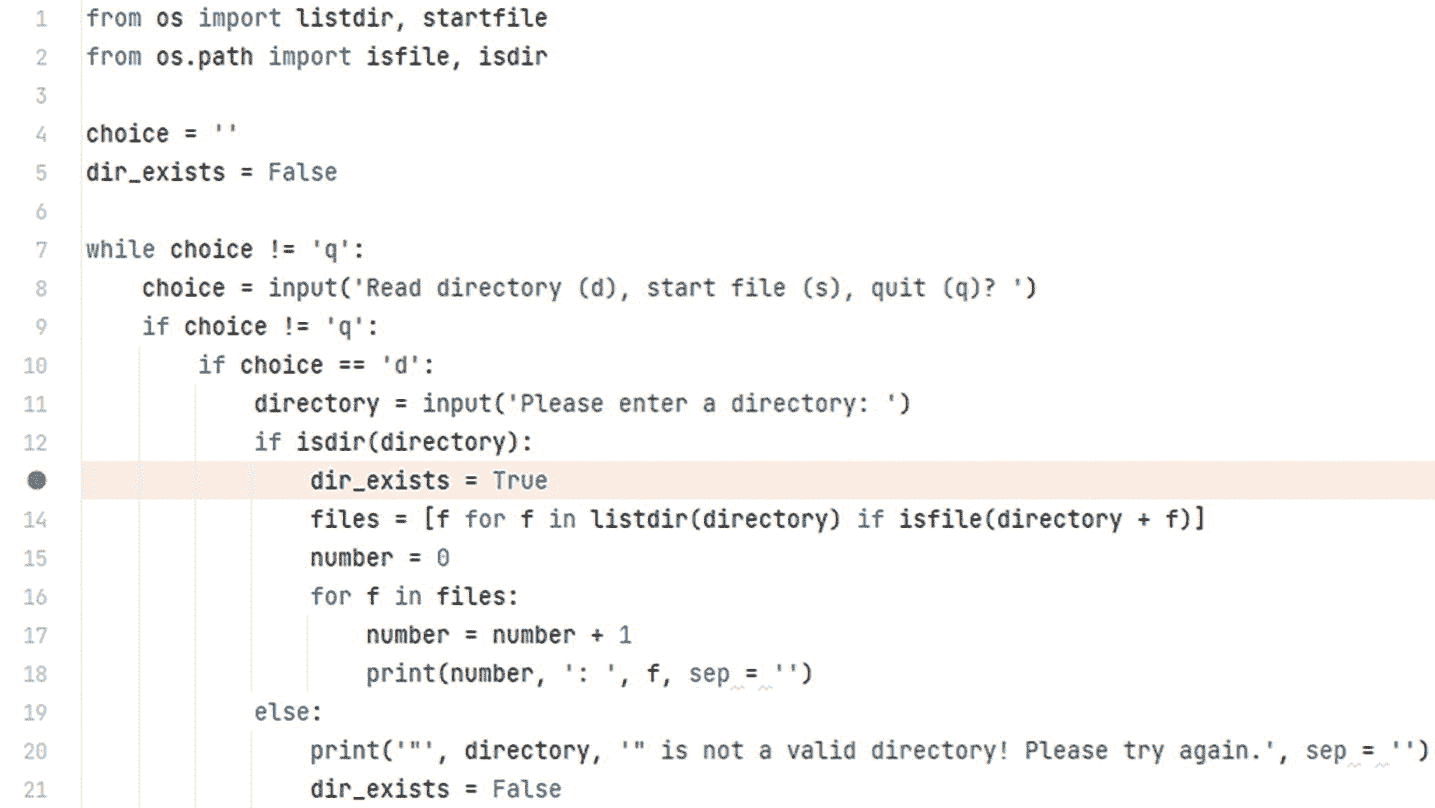 1 from os import listdir, startfile
2 from os.path import isfile, isdir
3
4 choice = ''
5 dir_exists = False
6
7 while choice != 'q':
8     choice = input('Read directory (d), start file (s), quit (q)? ')
9     if choice != 'q':
10         if choice == 'd':
11             directory = input('Please enter a directory: ')
12             if isdir(directory):
                dir_exists = True
14                 files = [f for f in listdir(directory) if isfile(directory + f)]
15                 number = 0
16                 for f in files:
17                     number = number + 1
18                     print(number, ': ', f, sep = '')
19             else:
20                 print('"', directory, '" is not a valid directory! Please try again.', sep = '')
21                 dir_exists = False